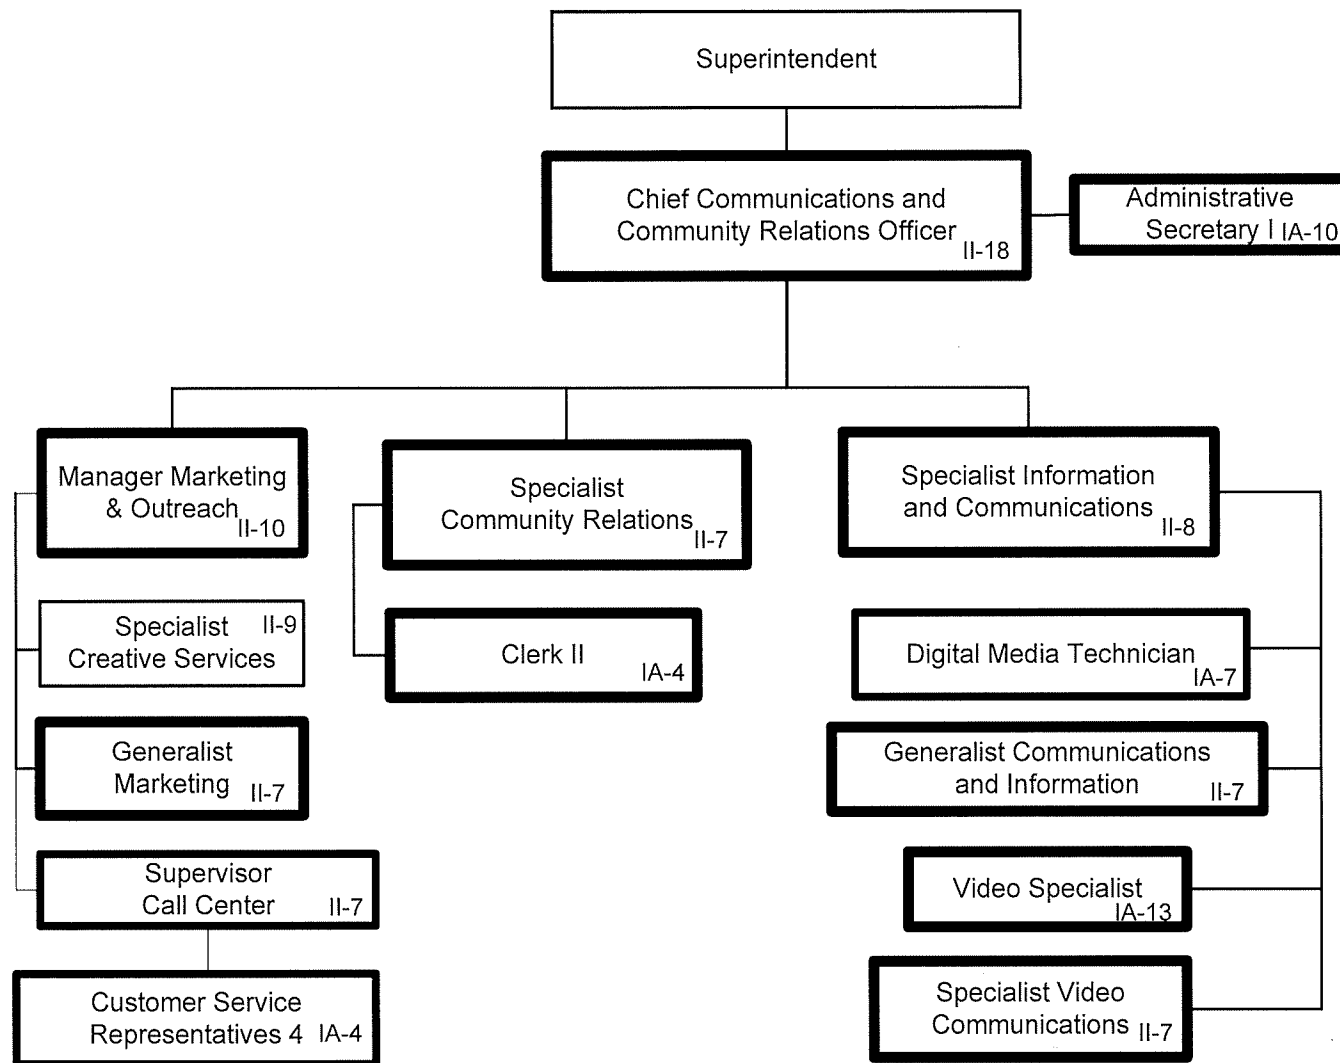 Superintendent
Chief Communications and
Community Relations Officer
II-18
Administrative
Secretary I IA-10
Manager Marketing
& Outreach
II-10
Specialist II-9
Creative Services
Generalist
Marketing
II-7
Supervisor
Call Center II-7
Customer Service
Representatives 4 IA-4
Specialist
Community Relations
II-7
Clerk II
IA-4
Specialist Information
and Communications
II-8
Digital Media Technician
IA-7
Generalist Communications
and Information
II-7
Video Specialist
IA-13
Specialist Video
Communications II-7